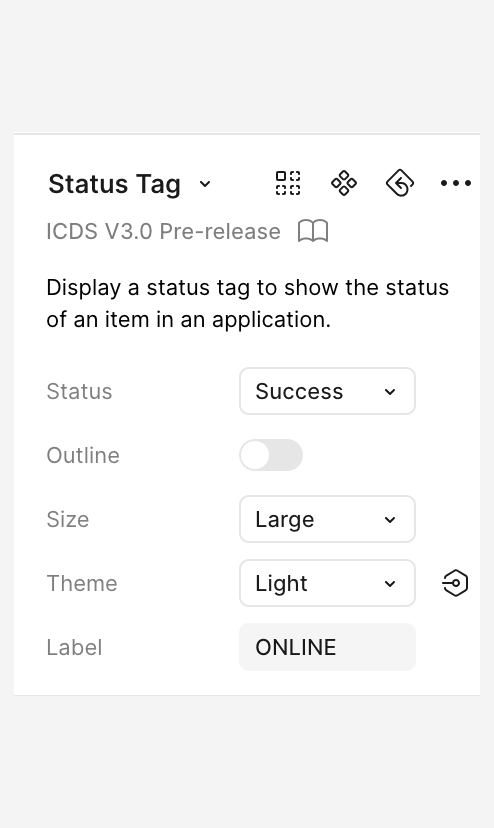 Status Tag
ICDS V3.0 Pre-release
Display a status tag to show the status
of an item in an application.
Status Success
Outline
Size Large
Theme Light
Label ONLINE